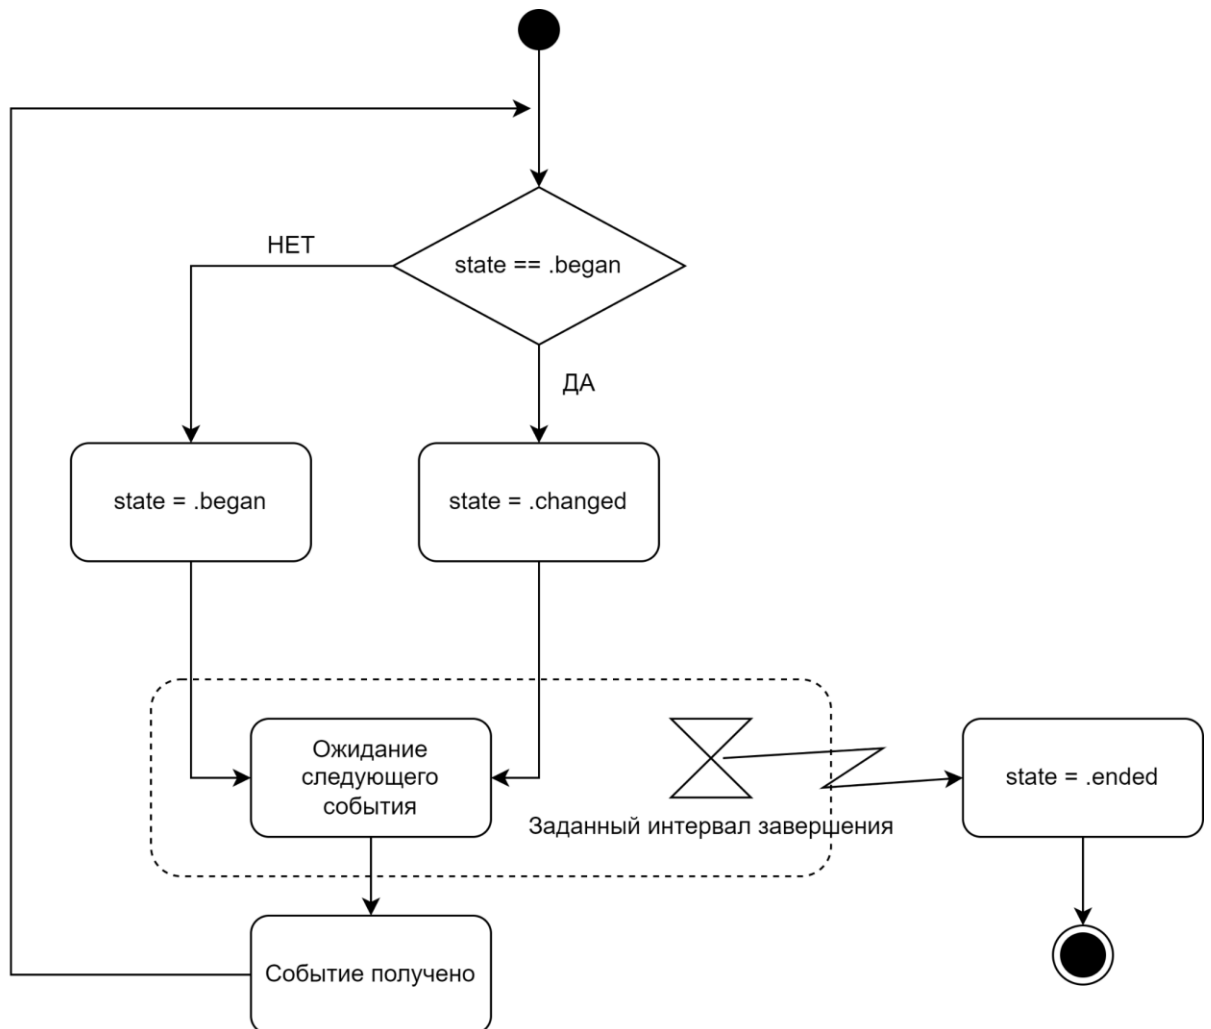 НЕТ
state == .began
ДА
state = .began
state = .changed
Ожидание
следующего
события
Заданный интервал завершения
state = .ended
Событие получено